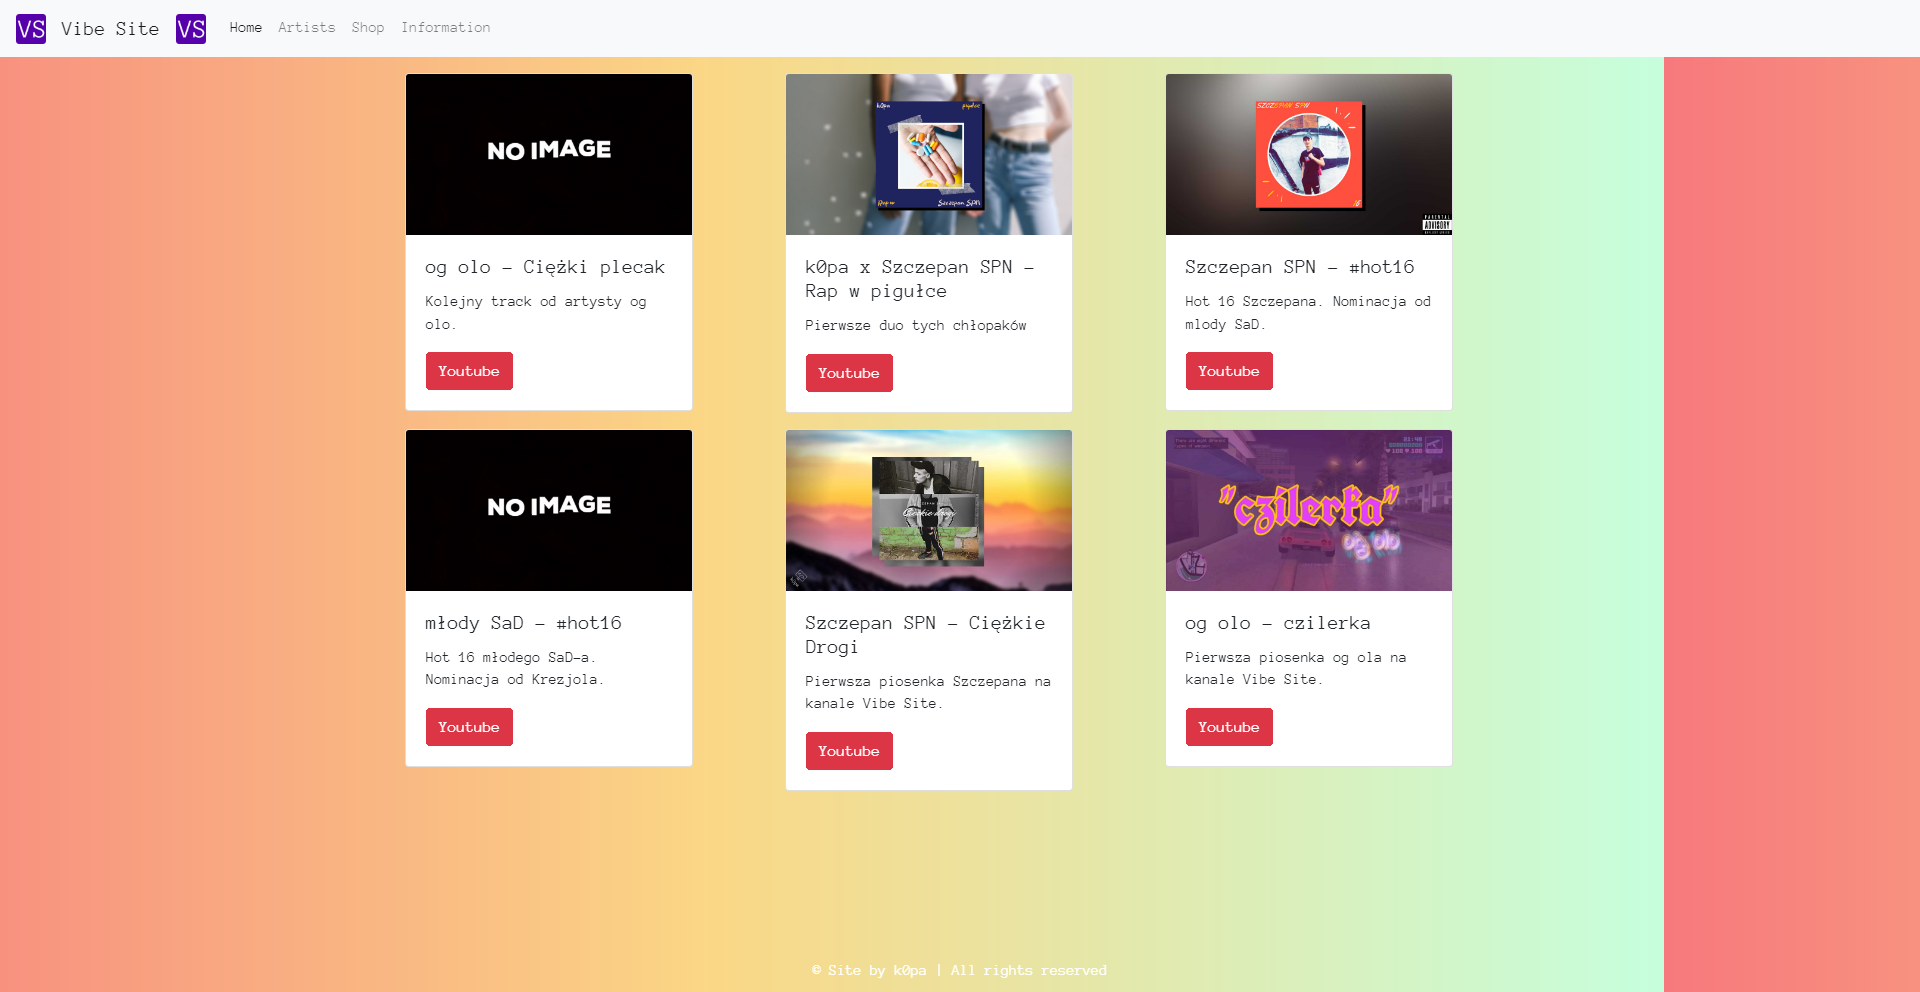 VS Vibe Site VS Home Artists Shop Information
NO IMAGE
k0pa pigułce
Rap w Szczepan SPN
SZCZEPAN SPN
16
PARENTAL
ADVISORY
og olo - Ciężki plecak
Kolejny track od artysty og
olo.
Youtube
k0pa x Szczepan SPN -
Rap w pigułce
Pierwsze duo tych chłopaków
Youtube
Szczepan SPN - #hot16
Hot 16 Szczepana. Nominacja od
mlody SaD.
Youtube
NO IMAGE
Ciężkie drogi
k0pa
"czilerka"
og olo
młody SaD - #hot16
Hot 16 młodego SaD-a.
Nominacja od Krezjola.
Youtube
Szczepan SPN - Ciężkie
Drogi
Pierwsza piosenka Szczepana na
kanale Vibe Site.
Youtube
og olo - czilerka
Pierwsza piosenka og ola na
kanale Vibe Site.
Youtube
© Site by k0pa | All rights reserved